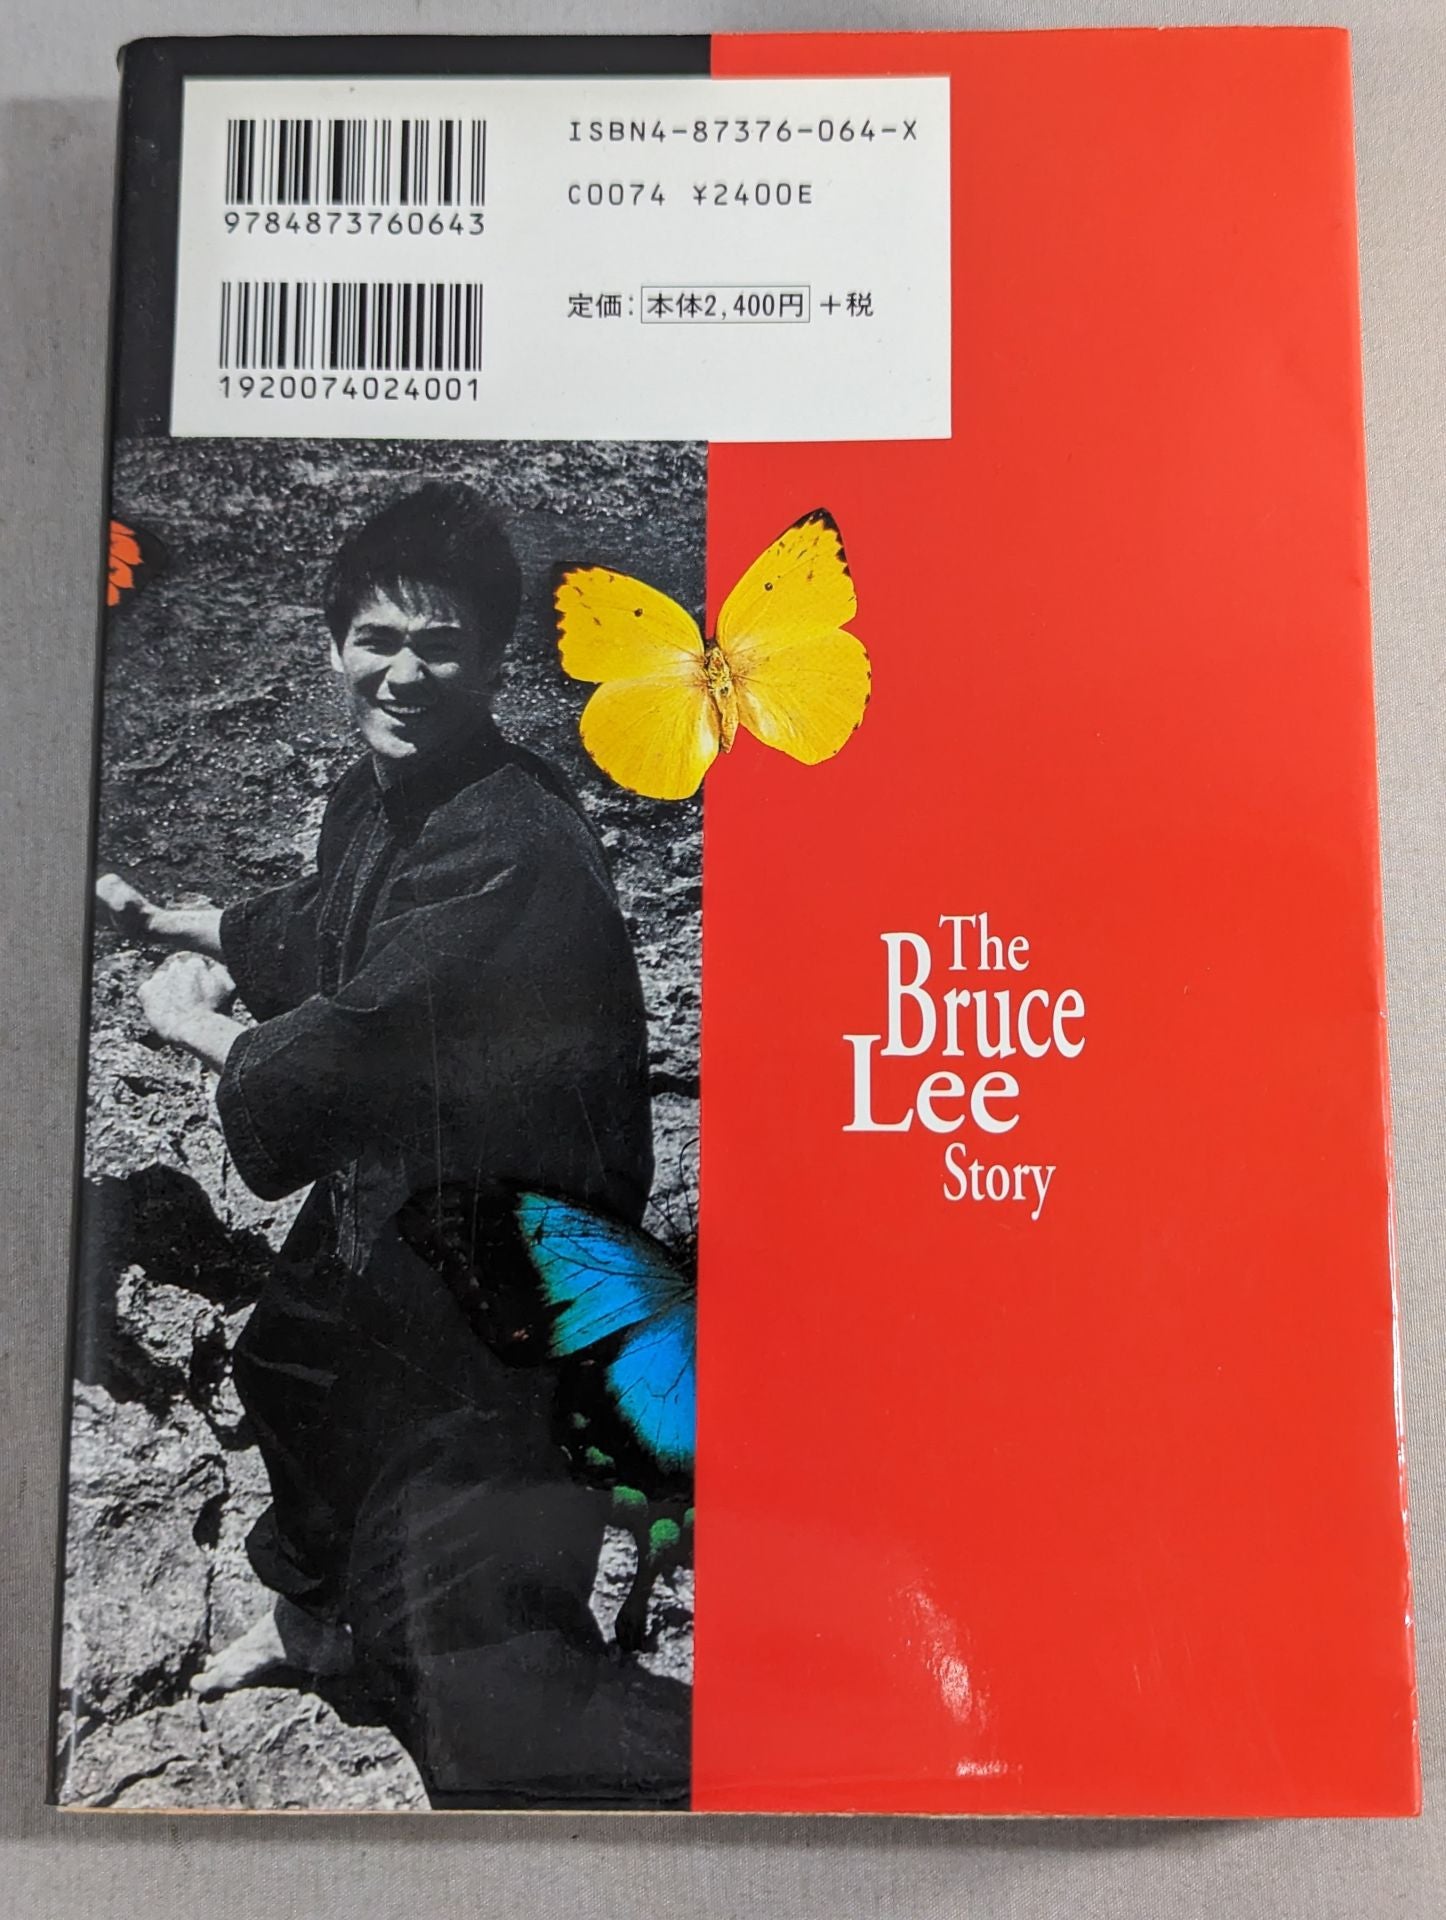 ISBN4-87376-064-X
C0074 ¥2400E
9784873760643
定価：本体2,400円＋税
1920074024001
The
Bruce
Lee
Story